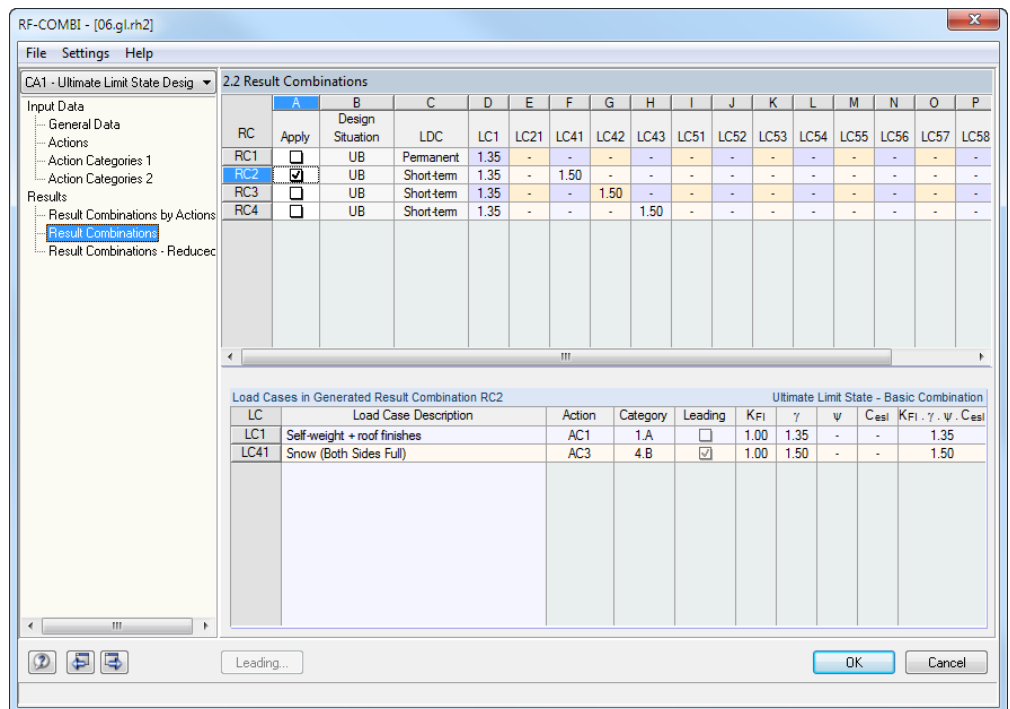 RF-COMBI - [06.gl.rh2]
File Settings Help
CA1 - Ultimate Limit State Desig
Input Data
General Data
Actions
Action Categories 1
Action Categories 2
Results
Result Combinations by Actions
Result Combinations
Result Combinations - Reduced
2.2 Result Combinations
A B C D E F G H I J K L M N O P
RC Apply Design Situation LDC LC1 LC21 LC41 LC42 LC43 LC51 LC52 LC53 LC54 LC55 LC56 LC57 LC58
RC1 UB Permanent 1.35 - - - - - - - - - - - -
RC2 UB Short-term 1.35 - 1.50 - - - - - - - - - -
RC3 UB Short-term 1.35 - - 1.50 - - - - - - - - -
RC4 UB Short-term 1.35 - - - 1.50 - - - - - - - -
Load Cases in Generated Result Combination RC2 Ultimate Limit State - Basic Combination
LC Load Case Description Action Category Leading KFI γ ψ Cesl KFI . γ . ψ . Cesl
LC1 Self-weight + roof finishes AC1 1.A 1.00 1.35 - - 1.35
LC41 Snow (Both Sides Full) AC3 4.B 1.00 1.50 - - 1.50
Leading... OK Cancel